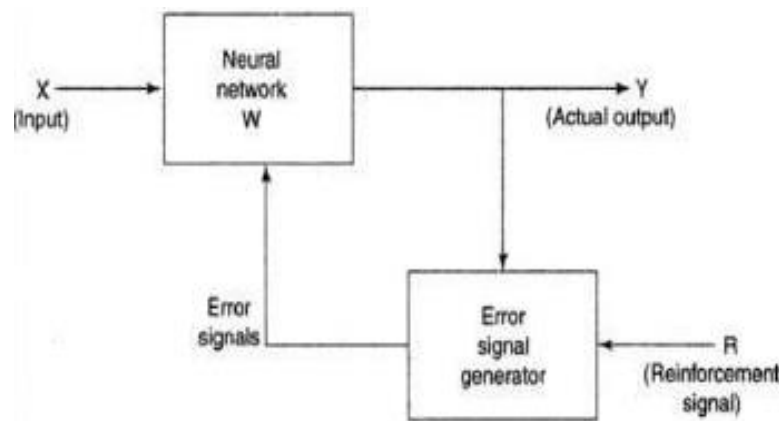 Neural
network
W
X
(Input)
Y
(Actual output)
Error
signals
Error
signal
generator
R
(Reinforcement
signal)